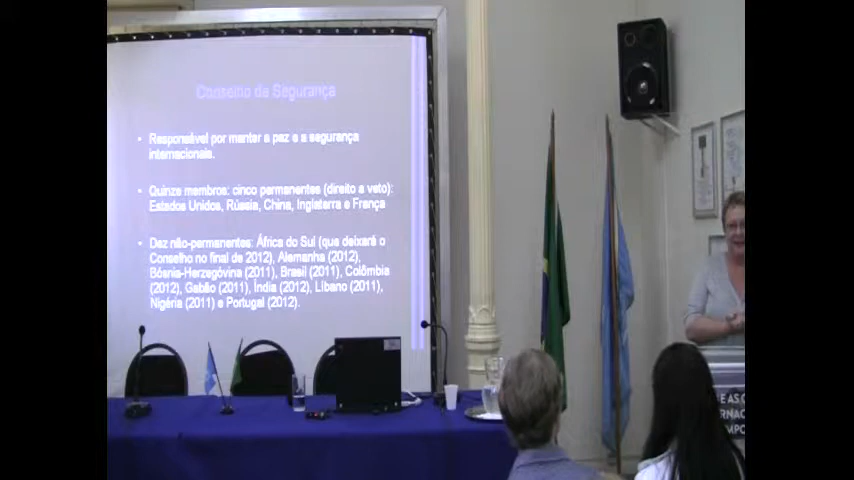 Conselho de Segurança
• Responsável por manter a paz e a segurança
internacionais.
• Quinze membros: cinco permanentes (direito a veto):
Estados Unidos, Rússia, China, Inglaterra e França
• Dez não-permanentes: África do Sul (que deixará o
Conselho no final de 2012), Alemanha (2012),
Bósnia-Herzegóvina (2011), Brasil (2011), Colômbia
(2012), Gabão (2011), Índia (2012), Líbano (2011),
Nigéria (2011) e Portugal (2012).
E AS